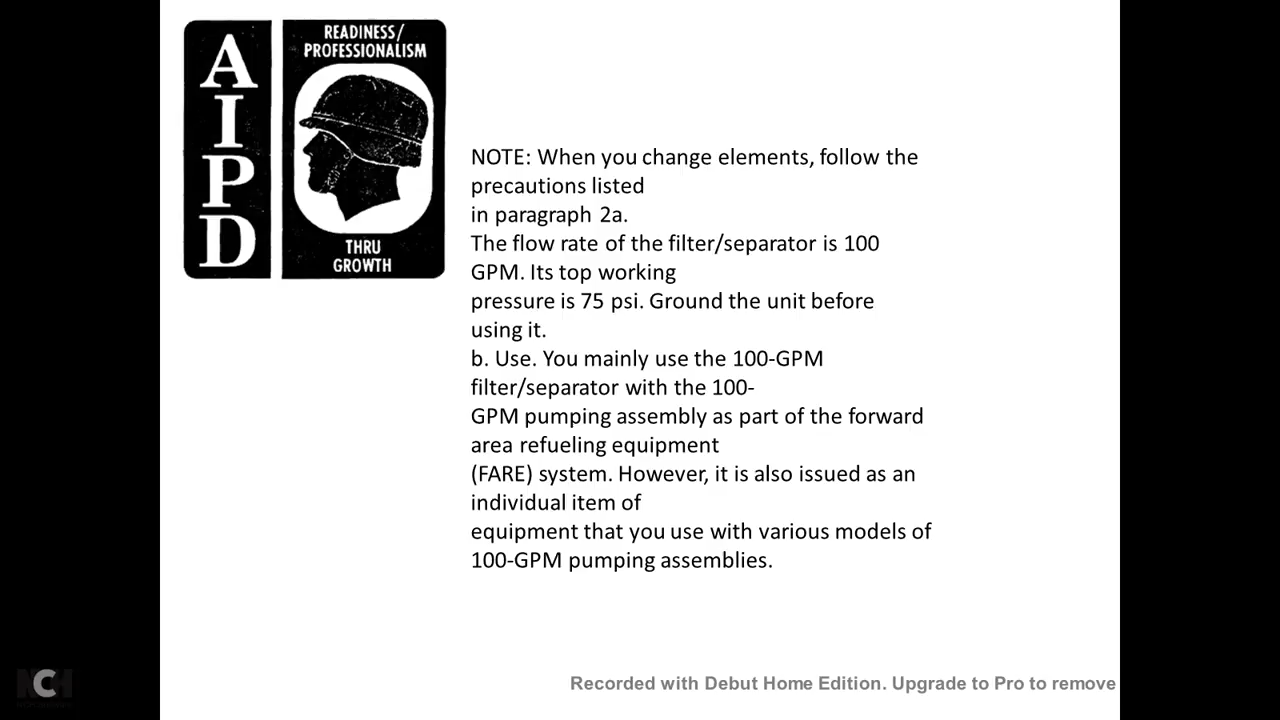 A
I
P
D
READINESS/
PROFESSIONALISM
THRU
GROWTH
NOTE: When you change elements, follow the
precautions listed
in paragraph 2a.
The flow rate of the filter/separator is 100
GPM. Its top working
pressure is 75 psi. Ground the unit before
using it.
b. Use. You mainly use the 100-GPM
filter/separator with the 100-
GPM pumping assembly as part of the forward
area refueling equipment
(FARE) system. However, it is also issued as an
individual item of
equipment that you use with various models of
100-GPM pumping assemblies.
NCH
Recorded with Debut Home Edition. Upgrade to Pro to remove